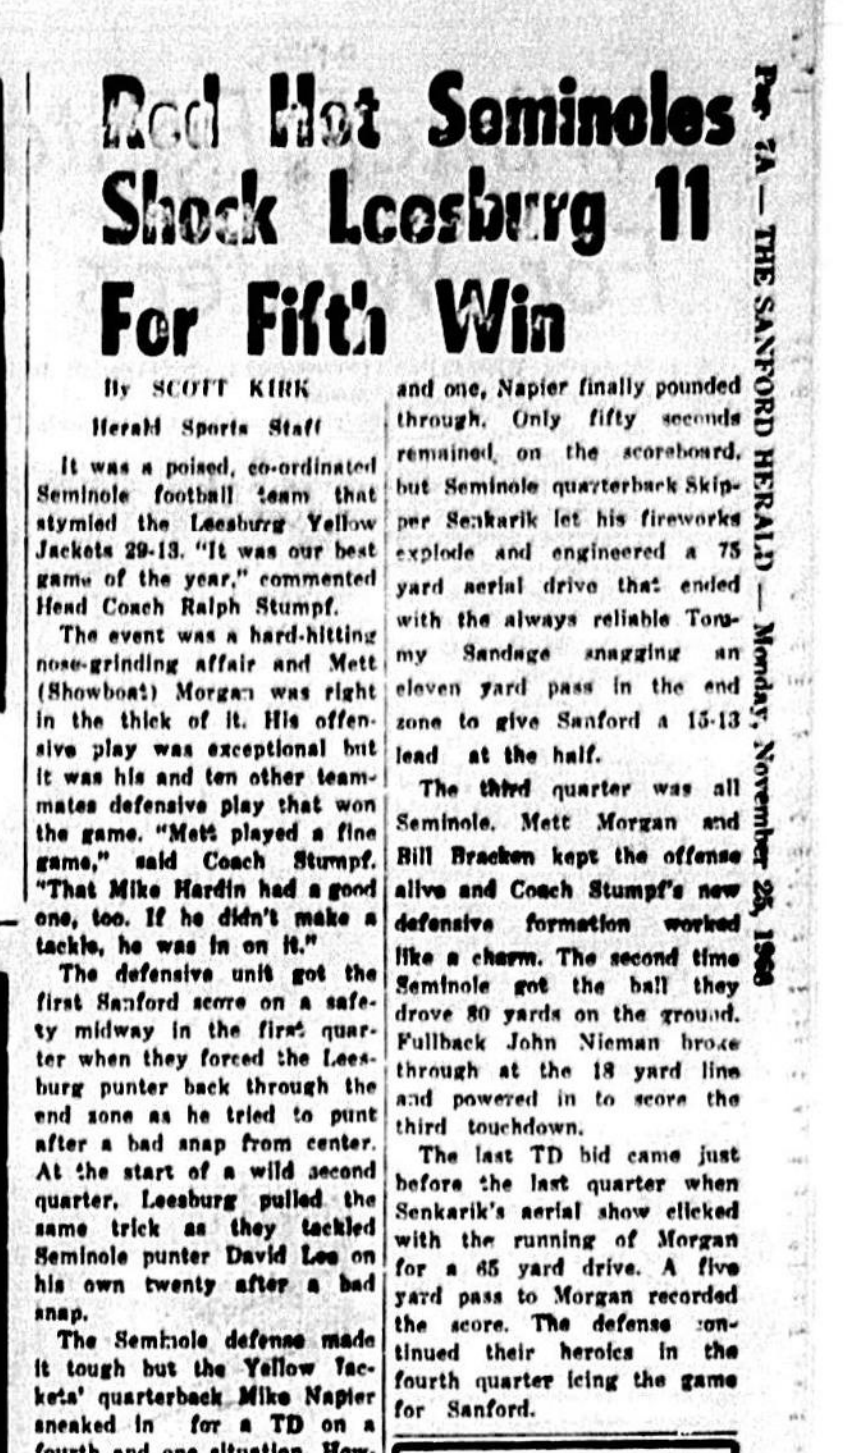 Red Hot Seminoles
Shock Leesburg 11
For Fifth Win
By SCOTT KIRK
Herald Sports Staff
It was a poised, co-ordinated
Seminole football team that
stymied the Leesburg Yellow
Jackets 29-13. "It was our best
game of the year," commented
Head Coach Ralph Stumpf.
The event was a hard-hitting
nose-grinding affair and Mett
(Showboat) Morgan was right
in the thick of it. His offen-
sive play was exceptional but
it was his and ten other team-
mates defensive play that won
the game. "Mett played a fine
game," said Coach Stumpf.
"That Mike Hardin had a good
one, too. If he didn't make a
tackle, he was in on it."
The defensive unit got the
first Sanford score on a safe-
ty midway in the first quar-
ter when they forced the Lees-
burg punter back through the
end zone as he tried to punt
after a bad snap from center.
At the start of a wild second
quarter, Leesburg pulled the
same trick as they tackled
Seminole punter David Lee on
his own twenty after a bad
snap.
The Seminole defense made
it tough but the Yellow Jac-
kets' quarterback Mike Napier
sneaked in for a TD on a
fourth and one situation. How-
and one, Napier finally pounded
through. Only fifty seconds
remained on the scoreboard,
but Seminole quarterback Skip-
per Senkarik let his fireworks
explode and engineered a 75
yard aerial drive that ended
with the always reliable Tom-
my Sandage snagging an
eleven yard pass in the end
zone to give Sanford a 15-13
lead at the half.
The third quarter was all
Seminole. Mett Morgan and
Bill Bracken kept the offense
alive and Coach Stumpf's new
defensive formation worked
like a charm. The second time
Seminole got the ball they
drove 80 yards on the ground.
Fullback John Nieman broke
through at the 18 yard line
and powered in to score the
third touchdown.
The last TD bid came just
before the last quarter when
Senkarik's aerial show clicked
with the running of Morgan
for a 65 yard drive. A five
yard pass to Morgan recorded
the score. The defense con-
tinued their heroics in the
fourth quarter icing the game
for Sanford.
Page 7A — THE SANFORD HERALD — Monday, November 25, 1968